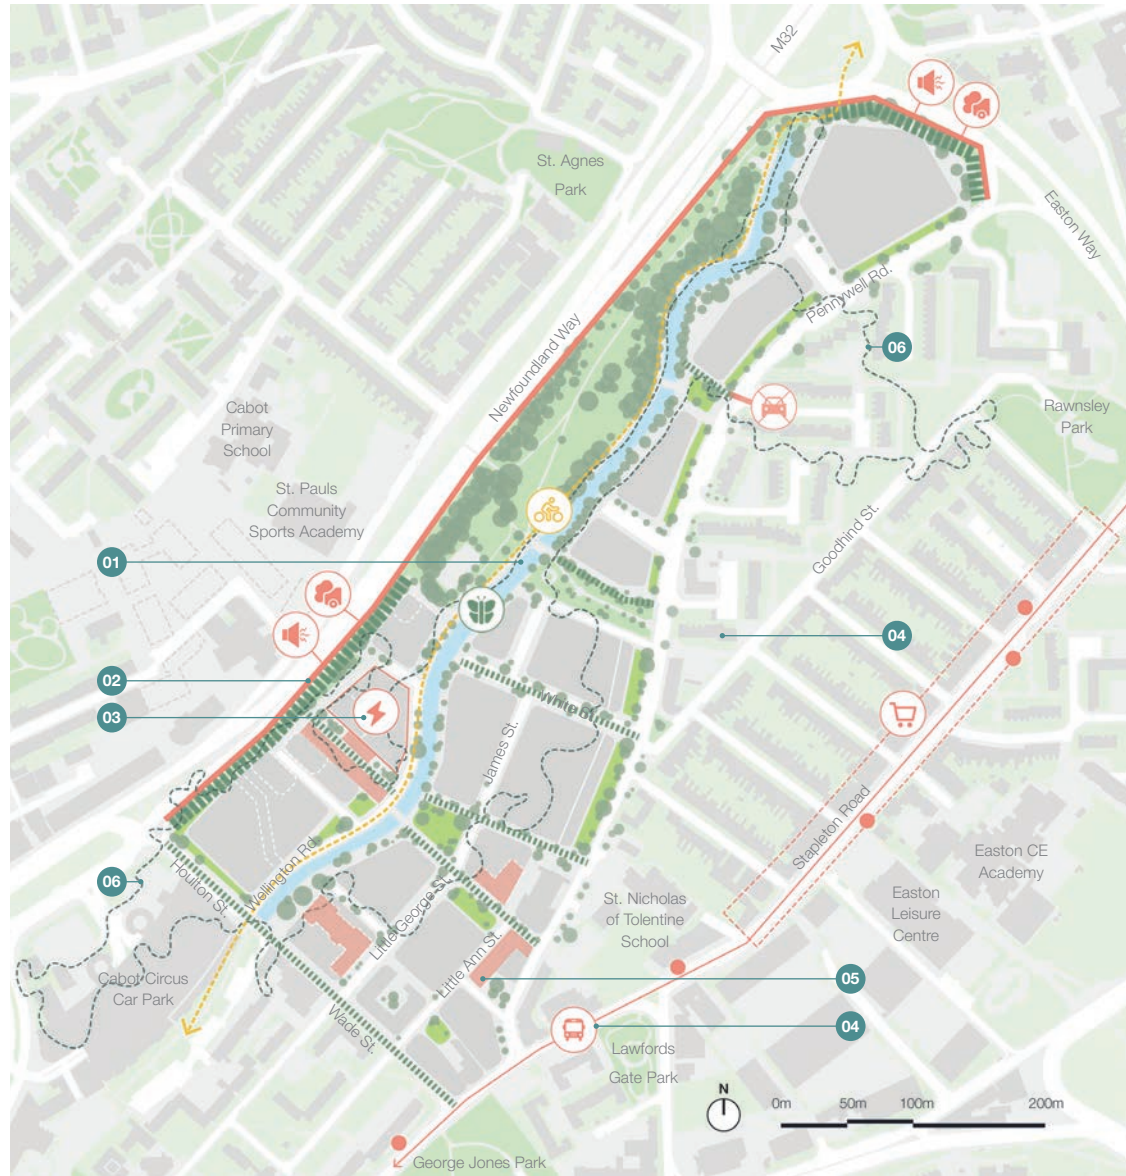 M32
St. Agnes
Park
Easton Way
Pennywell Rd.
Newfoundland Way
06
Cabot
Primary
School
Rawnsley
Park
St. Pauls
Community
Sports Academy
Goodhind St.
01
04
02
03
White St.
James St.
Stapleton Road
Easton CE
Academy
06
Houlton St.
Wellington Rd.
Little George St.
St. Nicholas
of Tolentine
School
Easton
Leisure
Centre
Little Ann St.
Cabot Circus
Car Park
05
Wade St.
04
Lawfords
Gate Park
N
0m
50m
100m
200m
George Jones Park